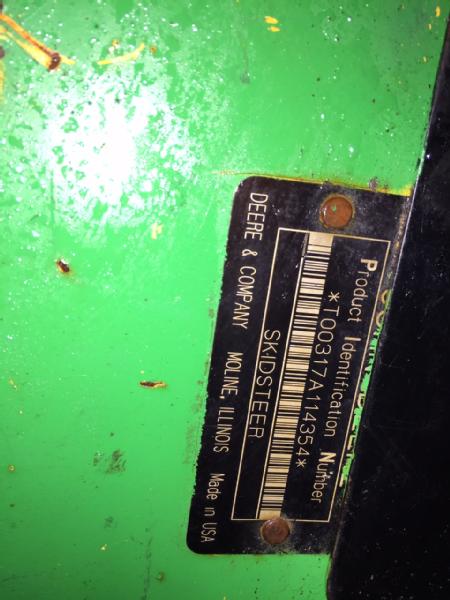 Product Identification Number
*T00317A114354*
SKIDSTEER
DEERE & COMPANY MOLINE, ILLINOIS Made in USA